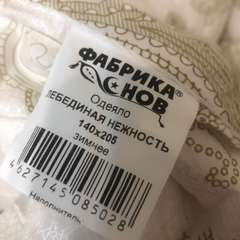 ФАБРИКА®
СНОВ
Одеяло
ЛЕБЕДИНАЯ НЕЖНОСТЬ
140х205
зимнее
4627145085028
Наполнитель